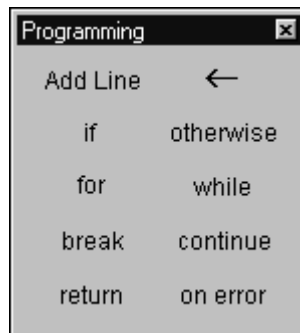 Programming
Add Line ←
if otherwise
for while
break continue
return on error